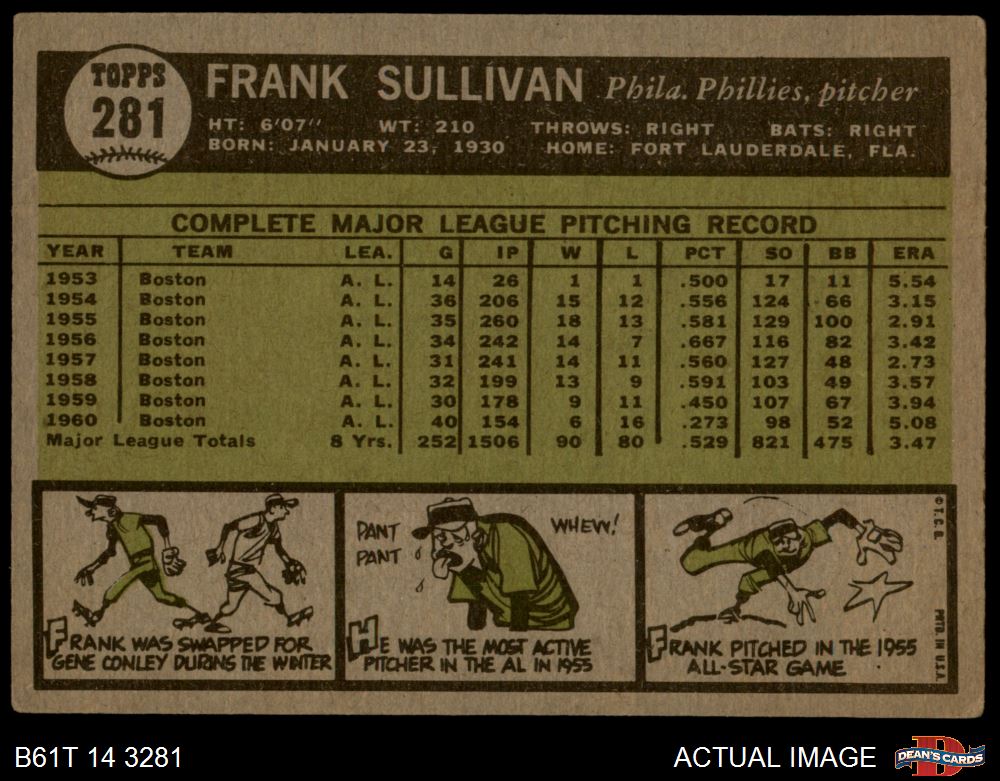 TOPPS
281
FRANK SULLIVAN Phila. Phillies, pitcher
HT: 6'07" WT: 210 THROWS: RIGHT BATS: RIGHT
BORN: JANUARY 23, 1930 HOME: FORT LAUDERDALE, FLA.
COMPLETE MAJOR LEAGUE PITCHING RECORD
YEAR TEAM LEA. G IP W L PCT SO BB ERA
1953 Boston A. L. 14 26 1 1 .500 17 11 5.54
1954 Boston A. L. 36 206 15 12 .556 124 66 3.15
1955 Boston A. L. 35 260 18 13 .581 129 100 2.91
1956 Boston A. L. 34 242 14 7 .667 116 82 3.42
1957 Boston A. L. 31 241 14 11 .560 127 48 2.73
1958 Boston A. L. 32 199 13 9 .591 103 49 3.57
1959 Boston A. L. 30 178 9 11 .450 107 67 3.94
1960 Boston A. L. 40 154 6 16 .273 98 52 5.08
Major League Totals 8 Yrs. 252 1506 90 80 .529 821 475 3.47
FRANK WAS SWAPPED FOR
GENE CONLEY DURING THE WINTER
PANT
PANT
WHEW!
HE WAS THE MOST ACTIVE
PITCHER IN THE AL IN 1955
FRANK PITCHED IN THE 1955
ALL-STAR GAME
© T.C.G. PRTD. IN U.S.A.
B61T 14 3281
ACTUAL IMAGE
DEAN'S CARDS